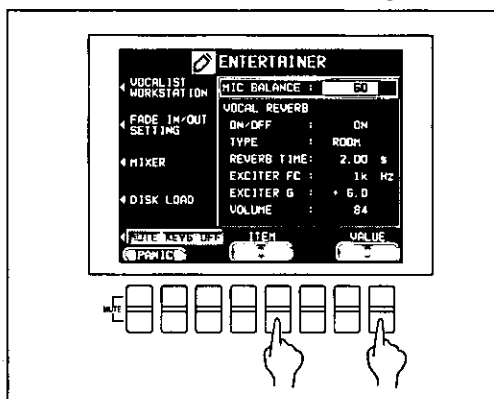 ENTERTAINER
VOCALIST
WORKSTATION
FADE IN/OUT
SETTING
MIXER
DISK LOAD
MUTE KEYS OFF
PANIC
MIC BALANCE : 60
VOCAL REVERB
ON/OFF : ON
TYPE : ROOM
REVERB TIME: 2.00 s
EXCITER FC : 1k Hz
EXCITER G : + 6.0
VOLUME : 84
ITEM
VALUE
MUTE